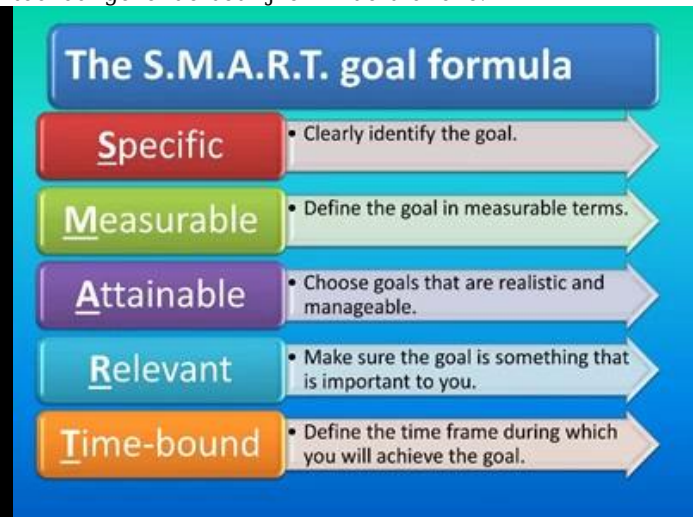 The S.M.A.R.T. goal formula
Specific
• Clearly identify the goal.
Measurable
• Define the goal in measurable terms.
Attainable
• Choose goals that are realistic and
manageable.
Relevant
• Make sure the goal is something that
is important to you.
Time-bound
• Define the time frame during which
you will achieve the goal.